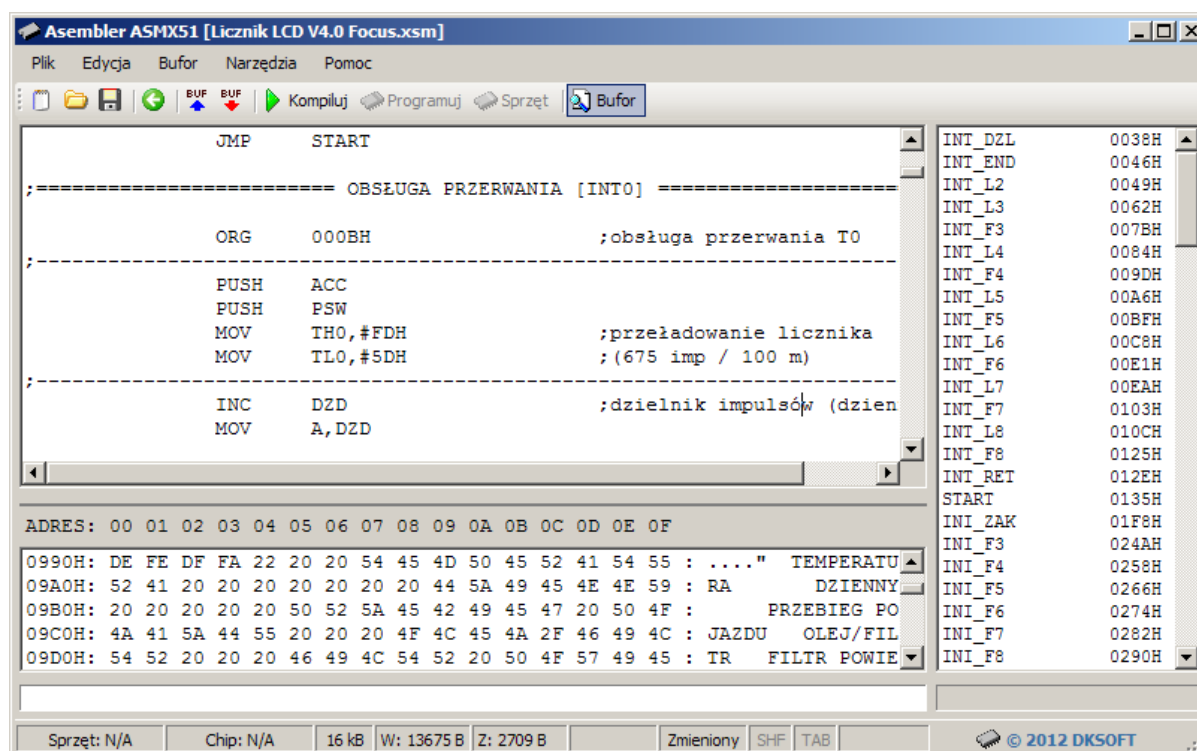 Asembler ASMX51 [Licznik LCD V4.0 Focus.xsm]
Plik Edycja Bufor Narzędzia Pomoc
BUF BUF Kompiluj Programuj Sprzęt Bufor
JMP START
;========================= OBSŁUGA PRZERWANIA [INT0] ====================
ORG 000BH ;obsługa przerwania T0
;------------------------------------------------------------------------
PUSH ACC
PUSH PSW
MOV TH0,#FDH ;przeładowanie licznika
MOV TL0,#5DH ;(675 imp / 100 m)
;------------------------------------------------------------------------
INC DZD ;dzielnik impulsów (dzien
MOV A,DZD
ADRES: 00 01 02 03 04 05 06 07 08 09 0A 0B 0C 0D 0E 0F
0990H: DE FE DF FA 22 20 20 54 45 4D 50 45 52 41 54 55 : ...." TEMPERATU
09A0H: 52 41 20 20 20 20 20 20 20 44 5A 49 45 4E 4E 59 : RA DZIENNY
09B0H: 20 20 20 20 20 50 52 5A 45 42 49 45 47 20 50 4F : PRZEBIEG PO
09C0H: 4A 41 5A 44 55 20 20 20 4F 4C 45 4A 2F 46 49 4C : JAZDU OLEJ/FIL
09D0H: 54 52 20 20 20 46 49 4C 54 52 20 50 4F 57 49 45 : TR FILTR POWIE
INT_DZL 0038H
INT_END 0046H
INT_L2 0049H
INT_L3 0062H
INT_F3 007BH
INT_L4 0084H
INT_F4 009DH
INT_L5 00A6H
INT_F5 00BFH
INT_L6 00C8H
INT_F6 00E1H
INT_L7 00EAH
INT_F7 0103H
INT_L8 010CH
INT_F8 0125H
INT_RET 012EH
START 0135H
INI_ZAK 01F8H
INI_F3 024AH
INI_F4 0258H
INI_F5 0266H
INI_F6 0274H
INI_F7 0282H
INI_F8 0290H
Sprzęt: N/A Chip: N/A 16 kB W: 13675 B Z: 2709 B Zmieniony SHF TAB © 2012 DKSOFT